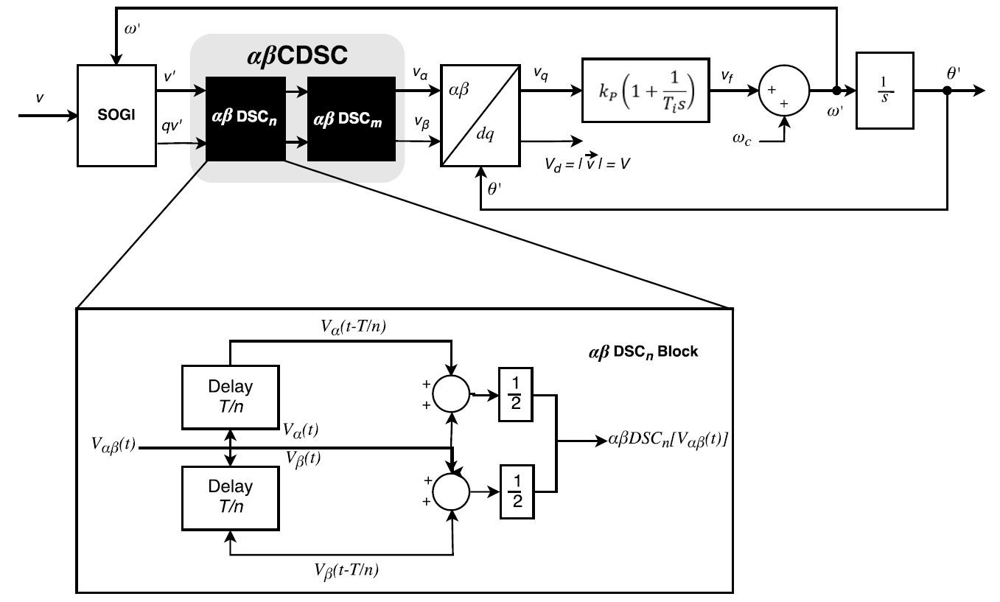 ω'
αβCDSC
v
SOGI
v'
qv'
αβ DSCn
αβ DSCm
vα
vβ
αβ
dq
vq
kP(1 + 1/Tis)
vf
+
+
ωc
ω'
1/s
θ'
Vd = l v⃗ l = V
θ'
Vα(t-T/n)
αβ DSCn Block
Delay
T/n
+
+
1/2
Vα(t)
Vαβ(t)
Vβ(t)
αβDSCn[Vαβ(t)]
Delay
T/n
+
+
1/2
Vβ(t-T/n)